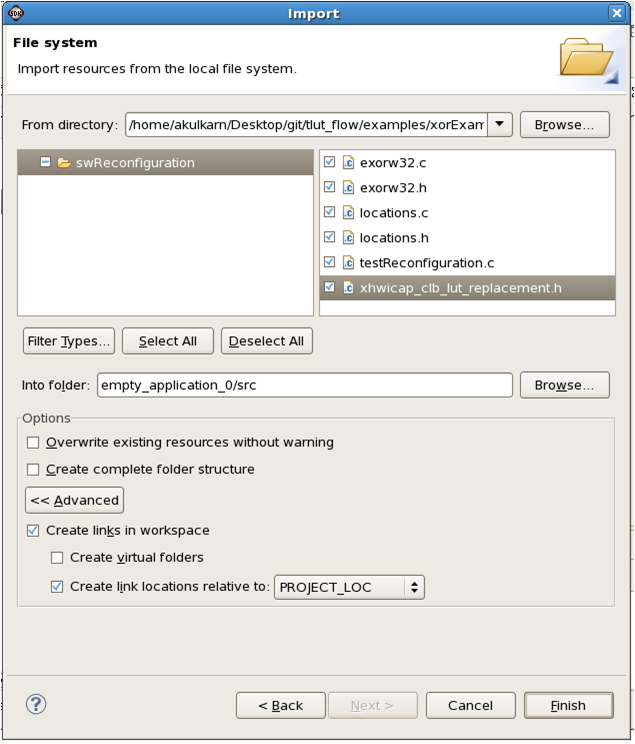 SDK
Import
File system
Import resources from the local file system.
From directory: /home/akulkarn/Desktop/git/tlut_flow/examples/xorExam Browse...
swReconfiguration
exorw32.c
exorw32.h
locations.c
locations.h
testReconfiguration.c
xhwicap_clb_lut_replacement.h
Filter Types... Select All Deselect All
Into folder: empty_application_0/src Browse...
Options
Overwrite existing resources without warning
Create complete folder structure
<< Advanced
Create links in workspace
Create virtual folders
Create link locations relative to: PROJECT_LOC
? < Back Next > Cancel Finish